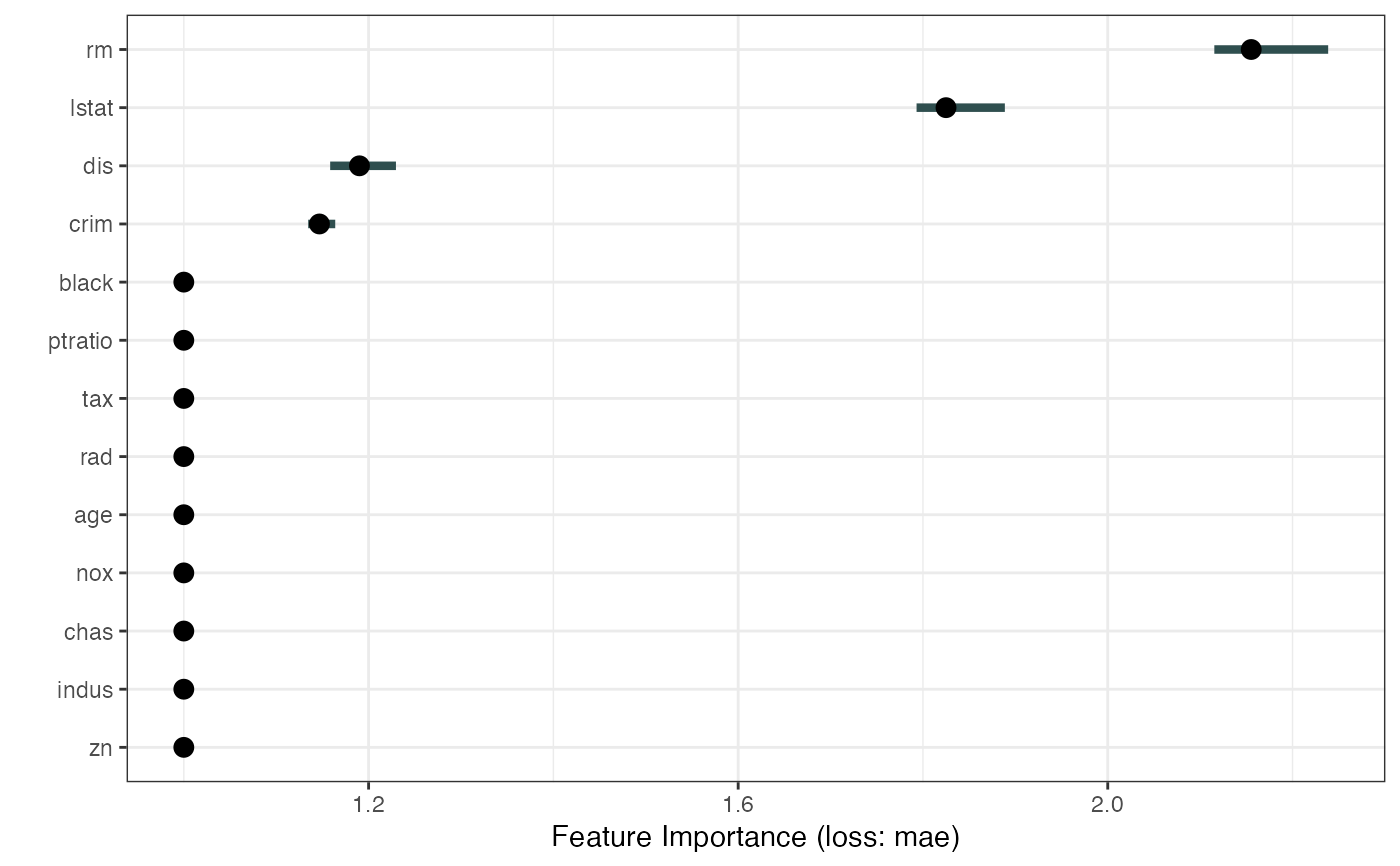 rm
lstat
dis
crim
black
ptratio
tax
rad
age
nox
chas
indus
zn
1.2 1.6 2.0
Feature Importance (loss: mae)